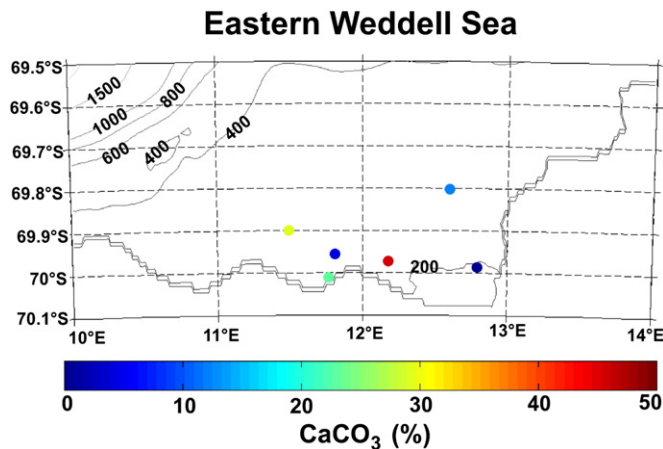 Eastern Weddell Sea
69.5°S
69.6°S
69.7°S
69.8°S
69.9°S
70°S
70.1°S
1500
1000
800
600
400
400
200
10°E
11°E
12°E
13°E
14°E
0
10
20
30
40
50
CaCO₃ (%)